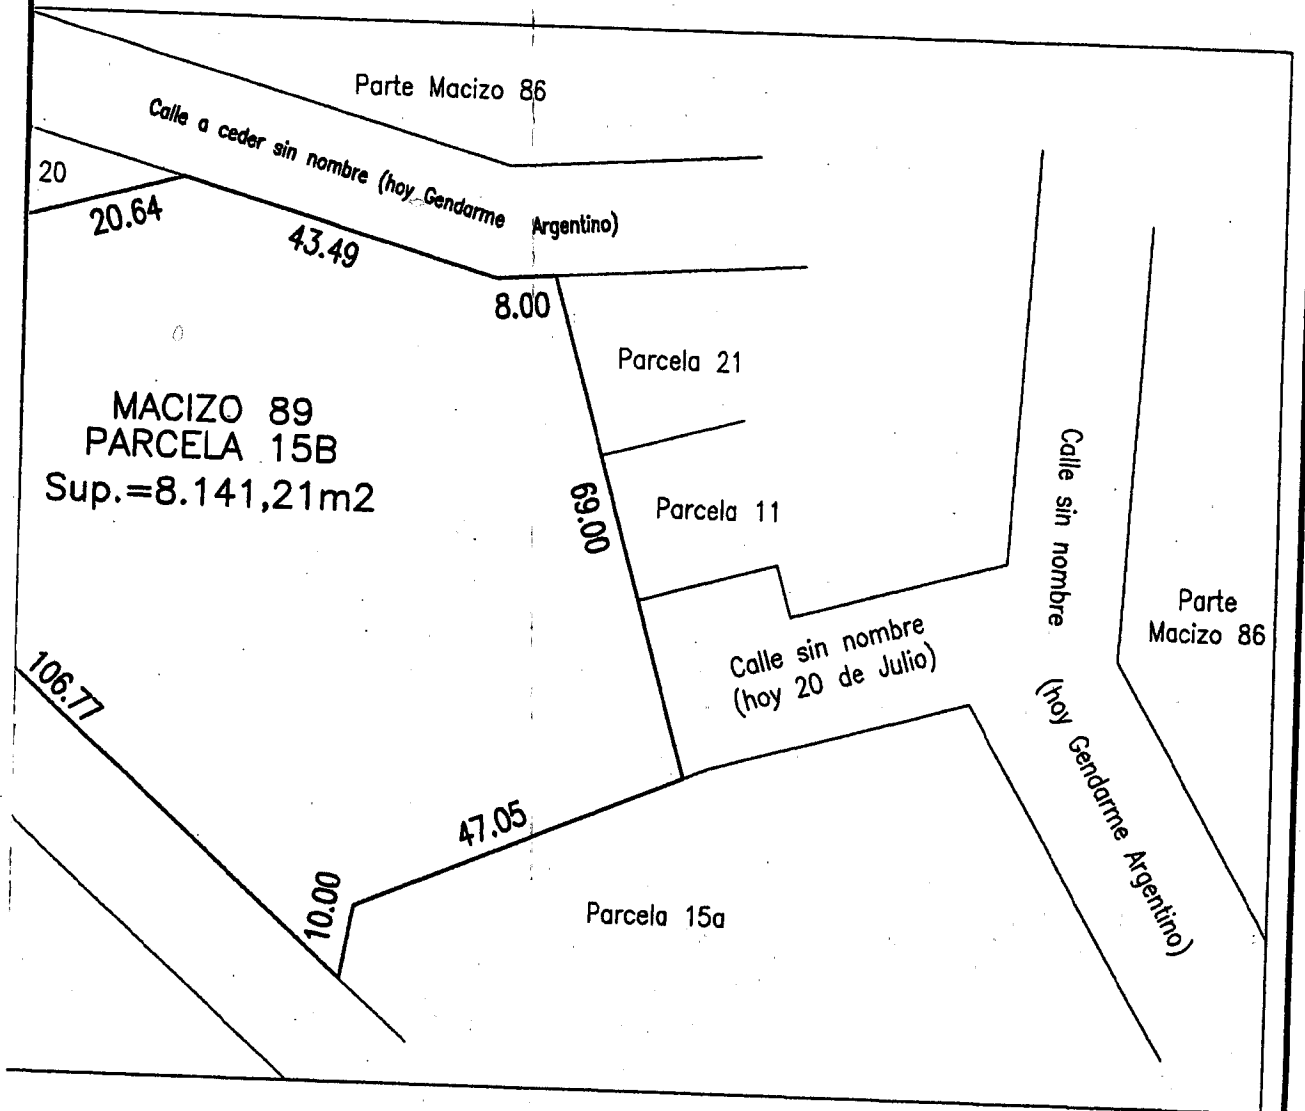 Parte Macizo 86
Calle a ceder sin nombre (hoy Gendarme Argentino)
20
20.64
43.49
8.00
Parcela 21
MACIZO 89
PARCELA 15B
Sup.=8.141,21m2
69.00
Parcela 11
Calle sin nombre (hoy Gendarme Argentino)
Parte
Macizo 86
Calle sin nombre
(hoy 20 de Julio)
106.77
47.05
10.00
Parcela 15a